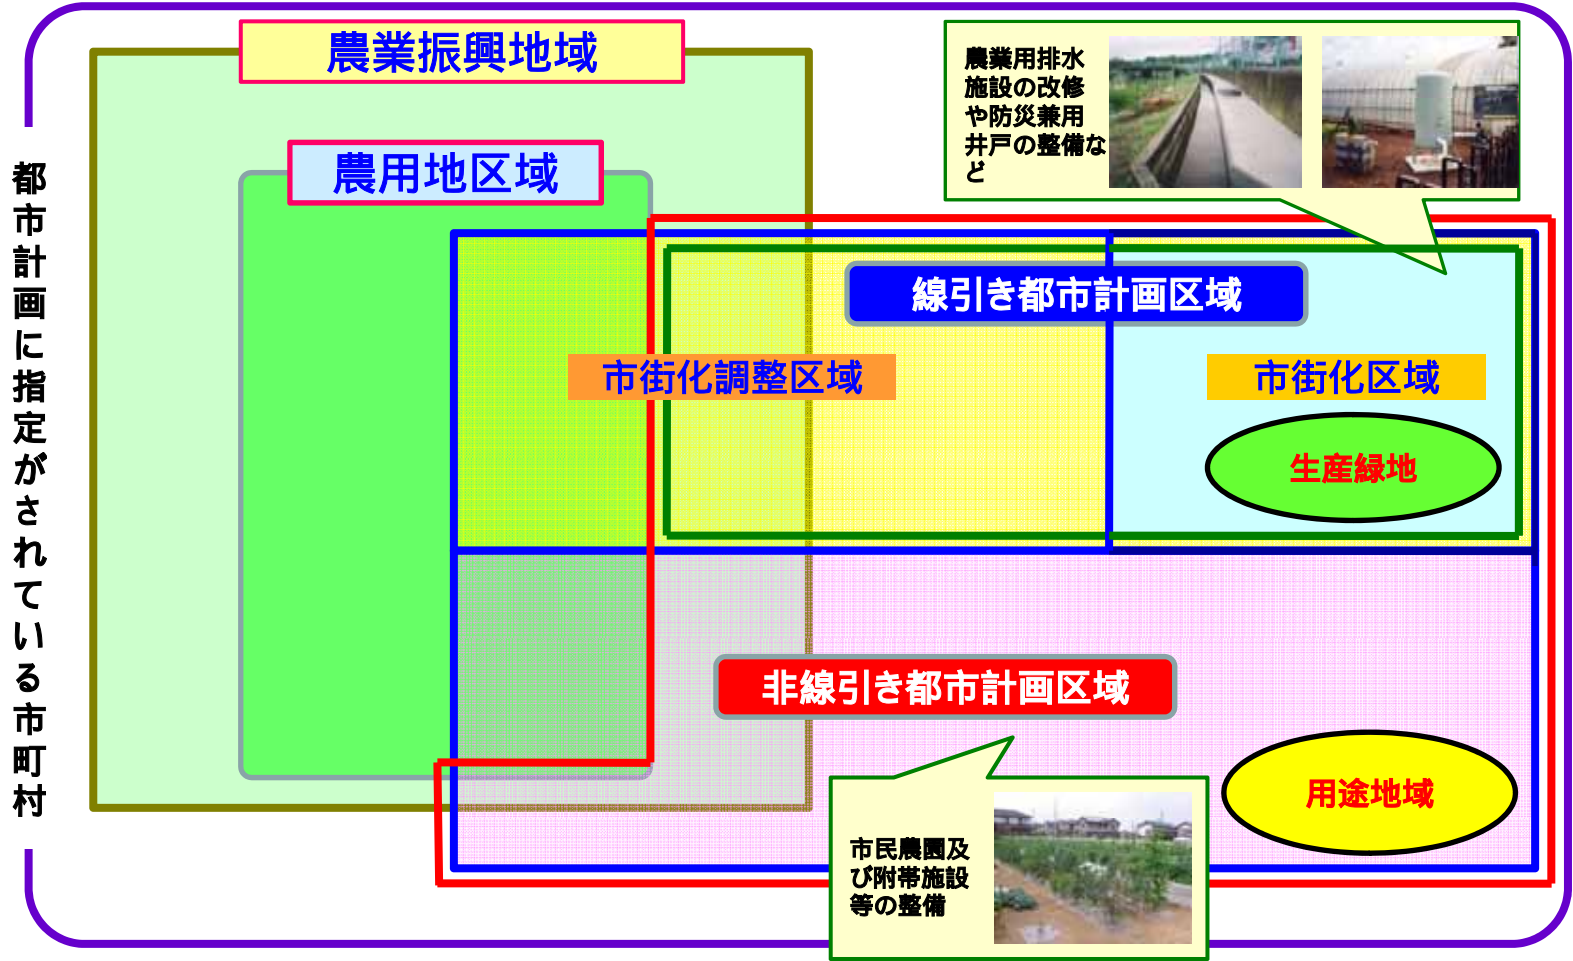 都市計画に指定がされている市町村
農業振興地域
農用地区域
農業用排水
施設の改修
や防災兼用
井戸の整備な
ど
線引き都市計画区域
市街化調整区域
市街化区域
生産緑地
非線引き都市計画区域
用途地域
市民農園及
び附帯施設
等の整備